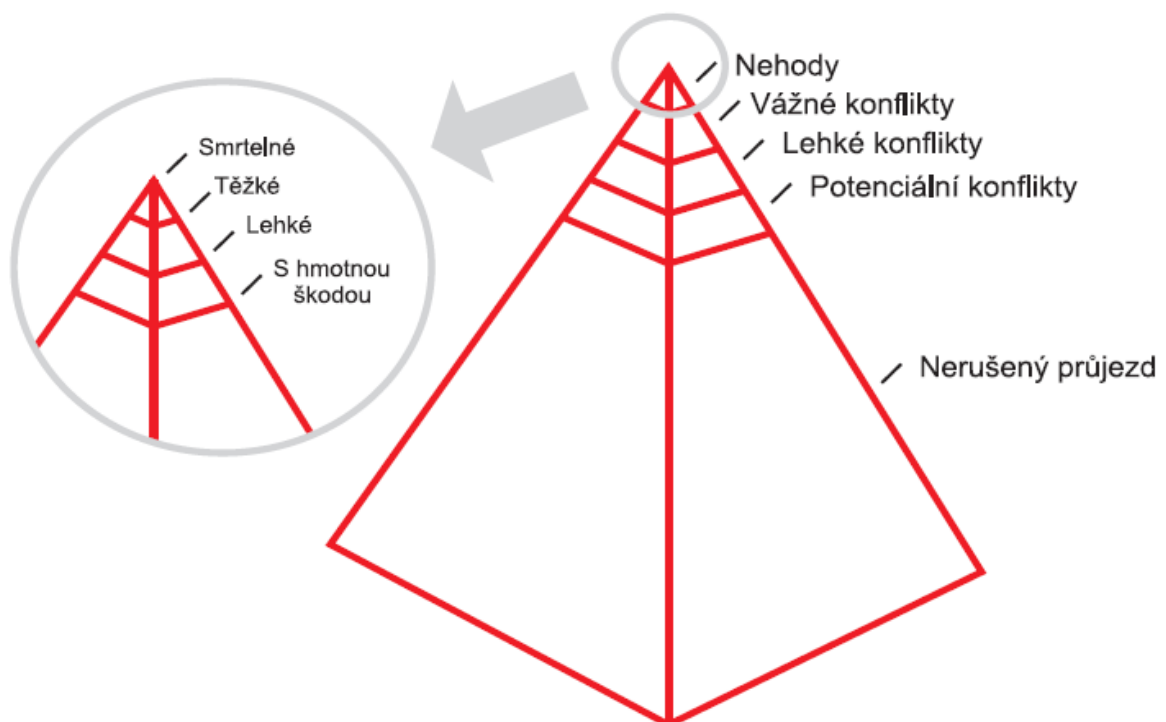 Nehody
Vážné konflikty
Lehké konflikty
Potenciální konflikty
Nerušený průjezd
Smrtelné
Těžké
Lehké
S hmotnou
škodou